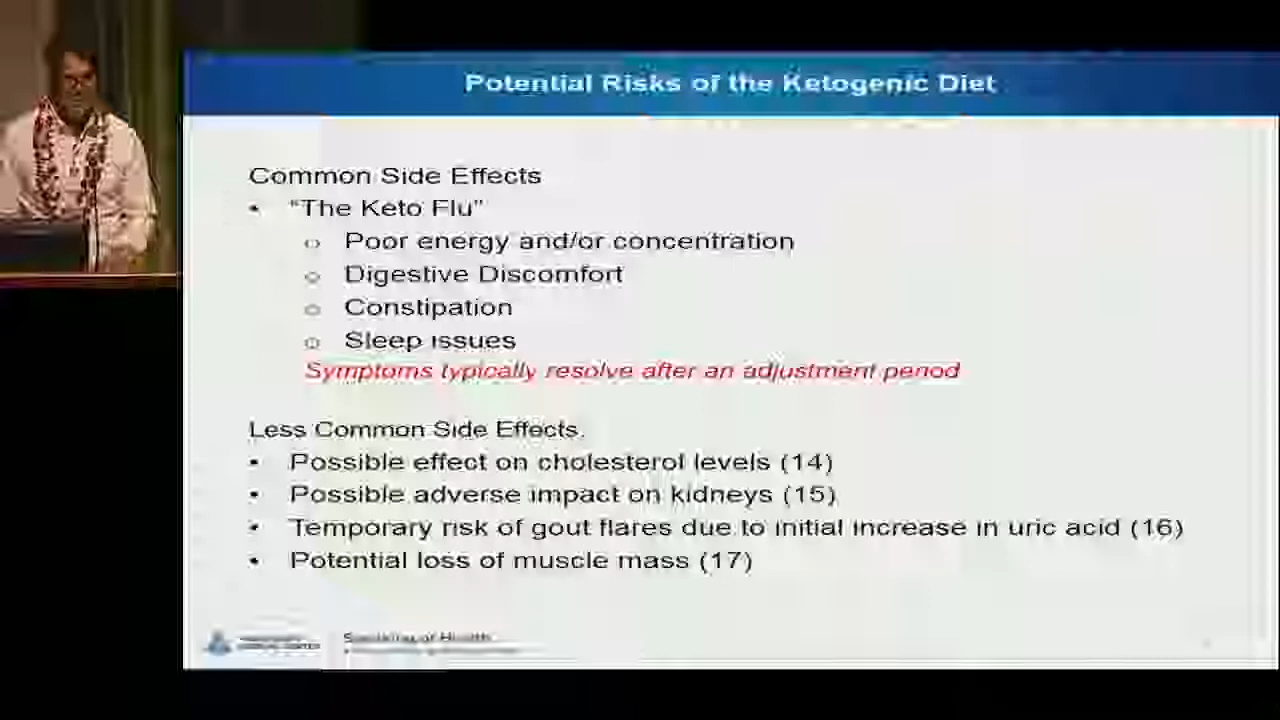 Potential Risks of the Ketogenic Diet
Common Side Effects
• "The Keto Flu"
o Poor energy and/or concentration
o Digestive Discomfort
o Constipation
o Sleep issues
Symptoms typically resolve after an adjustment period
Less Common Side Effects.
• Possible effect on cholesterol levels (14)
• Possible adverse impact on kidneys (15)
• Temporary risk of gout flares due to initial increase in uric acid (16)
• Potential loss of muscle mass (17)
Speaking of Health